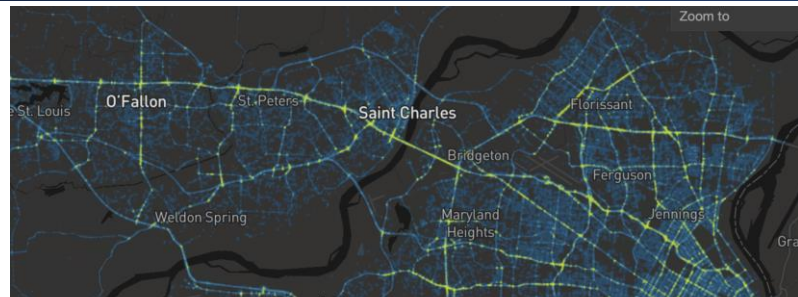 Zoom to
O'Fallon
St. Peters
e St. Louis
Saint Charles
Florissant
Bridgeton
Ferguson
Weldon Spring
Maryland
Heights
Jennings
Gra